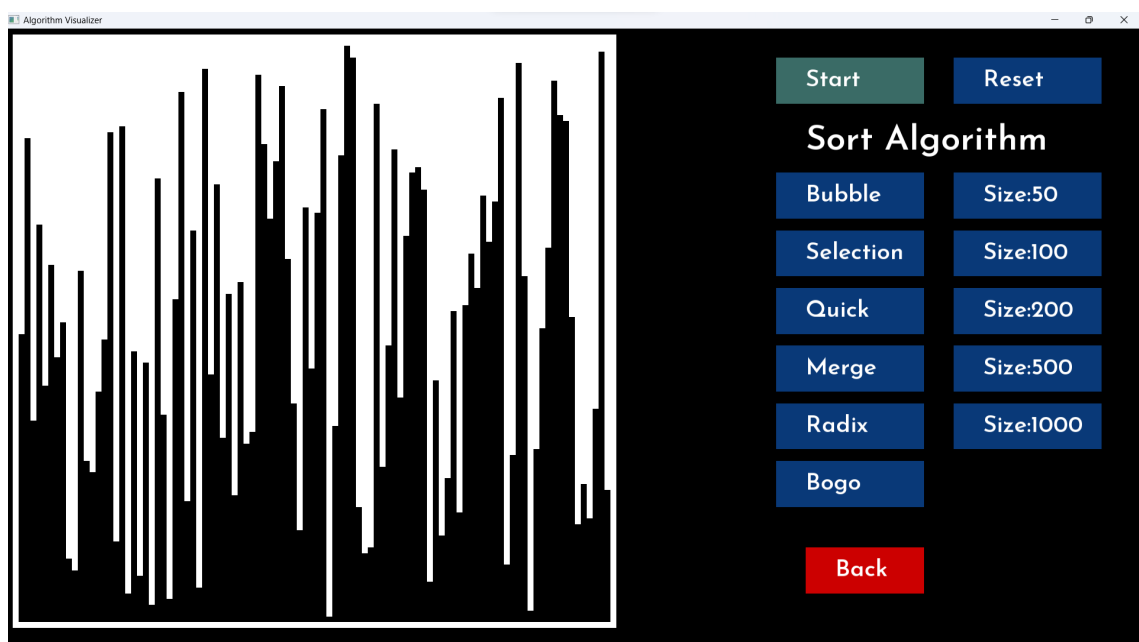 Algorithm Visualizer
Start
Reset
Sort Algorithm
Bubble
Size:50
Selection
Size:100
Quick
Size:200
Merge
Size:500
Radix
Size:1000
Bogo
Back